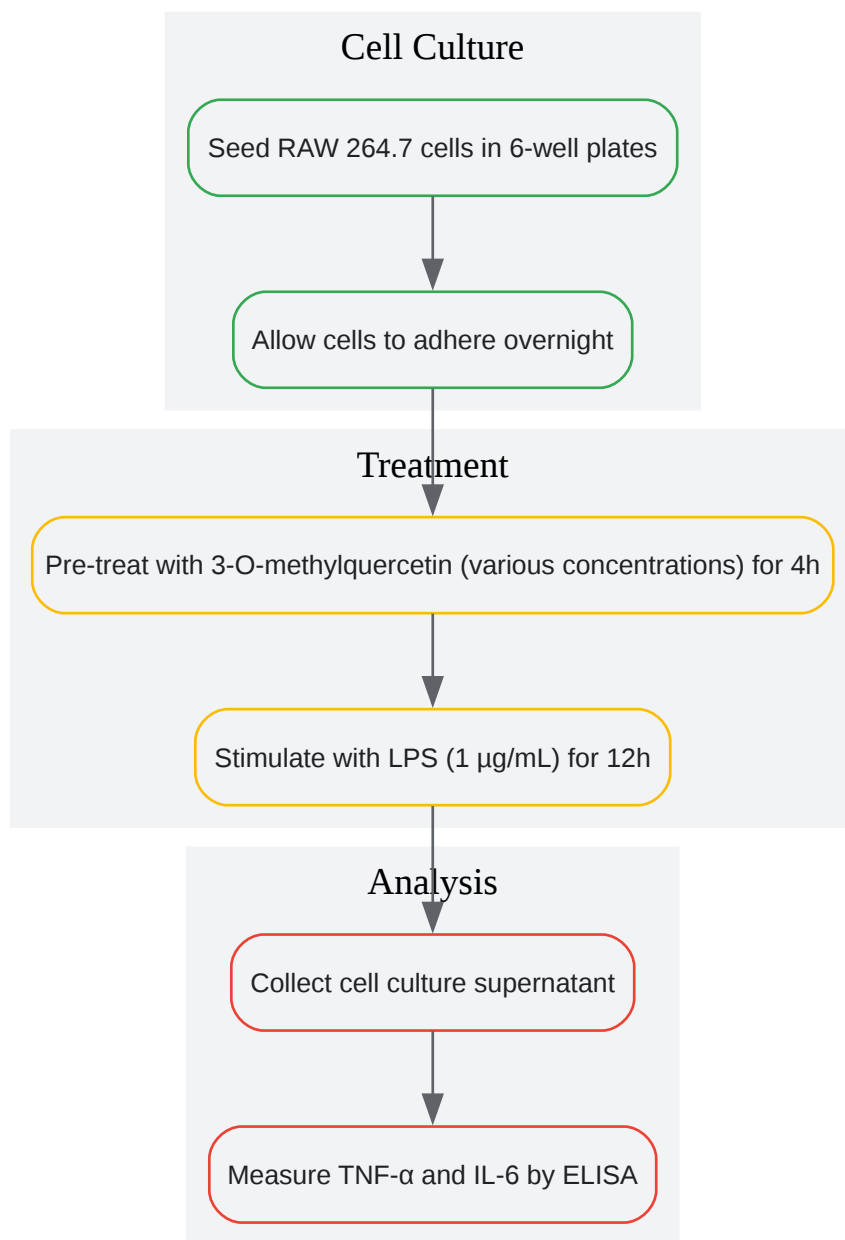 Cell Culture
Seed RAW 264.7 cells in 6-well plates
Allow cells to adhere overnight
Treatment
Pre-treat with 3-O-methylquercetin (various concentrations) for 4h
Stimulate with LPS (1 µg/mL) for 12h
Analysis
Collect cell culture supernatant
Measure TNF-α and IL-6 by ELISA